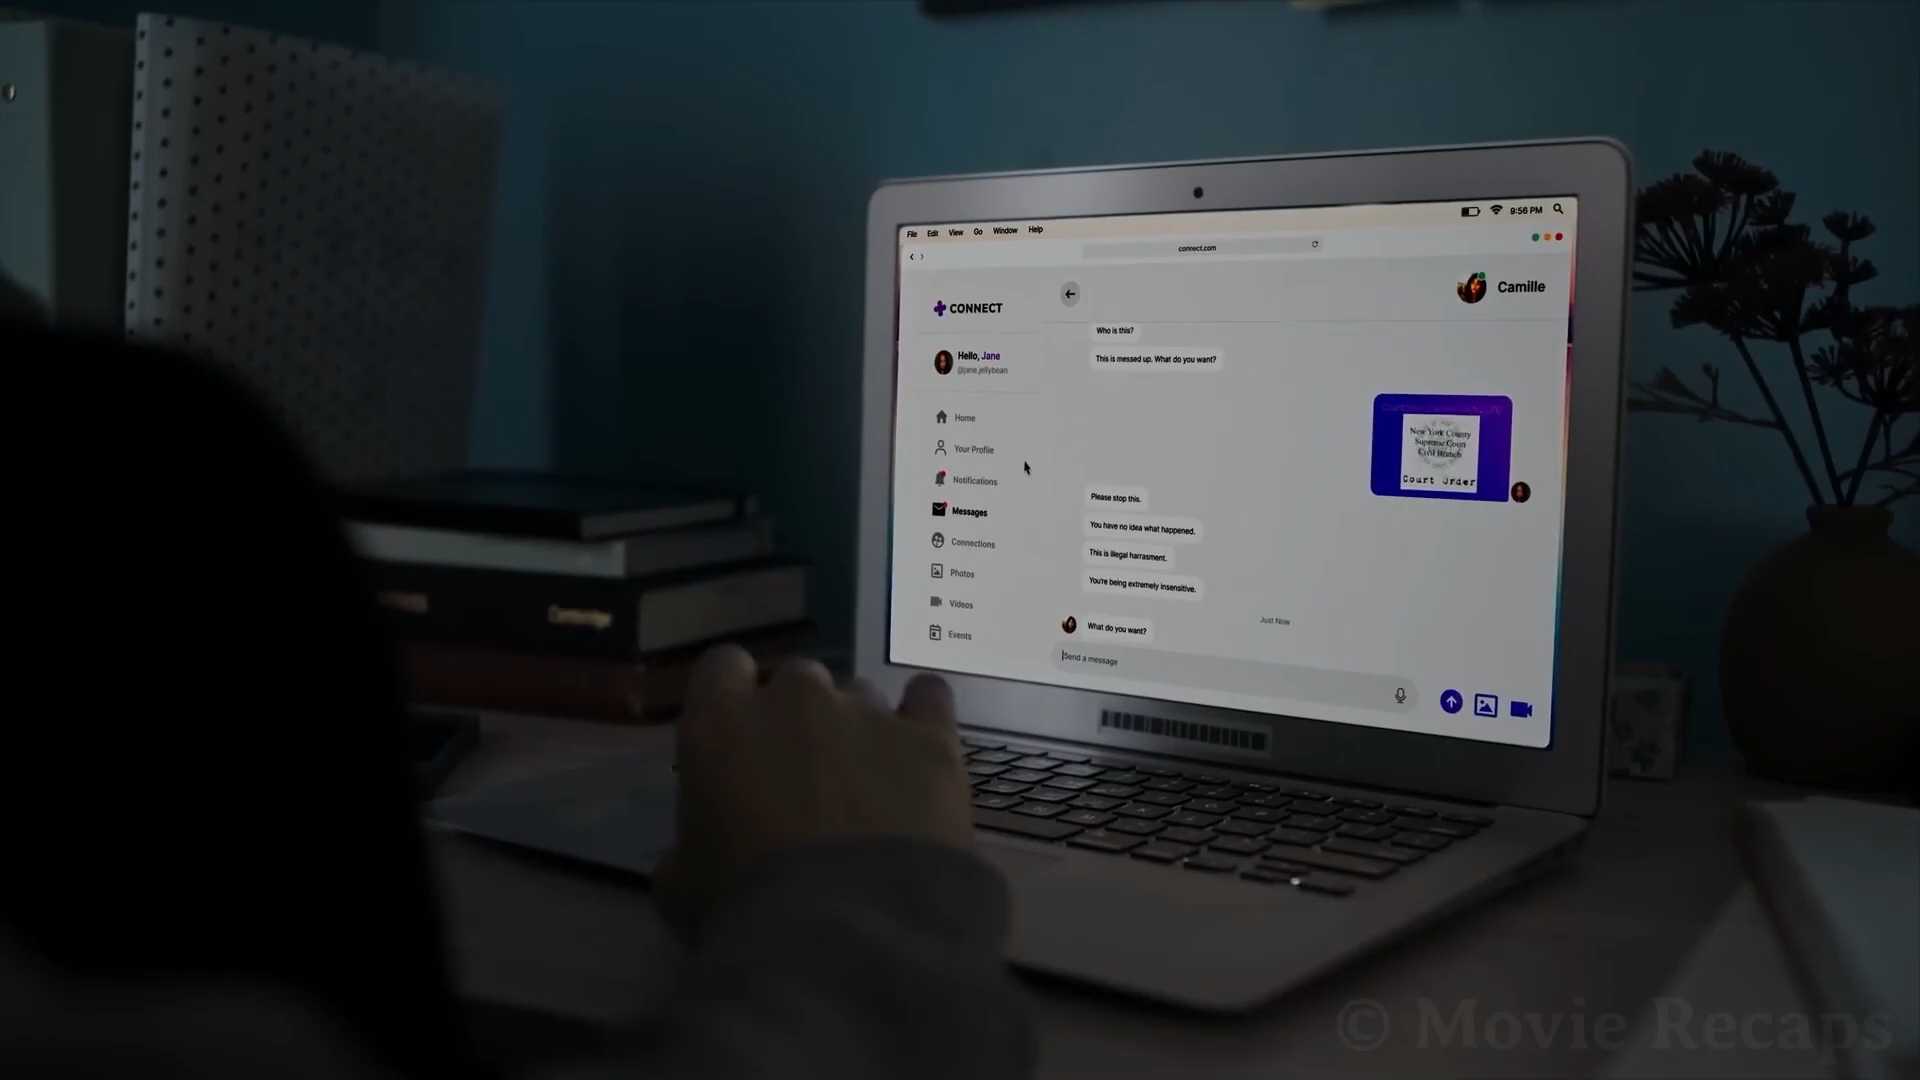 File Edit View Go Window Help
9:56 PM
connect.com
CONNECT
Camille
Hello, Jane
@jane.jellybean
Home
Your Profile
Notifications
Messages
Connections
Photos
Videos
Events
Who is this?
This is messed up. What do you want?
New York County
Supreme Court
Civil Branch
Court Order
Please stop this.
You have no idea what happened.
This is illegal harrasment.
You're being extremely insensitive.
Just Now
What do you want?
Send a message
© Movie Recaps